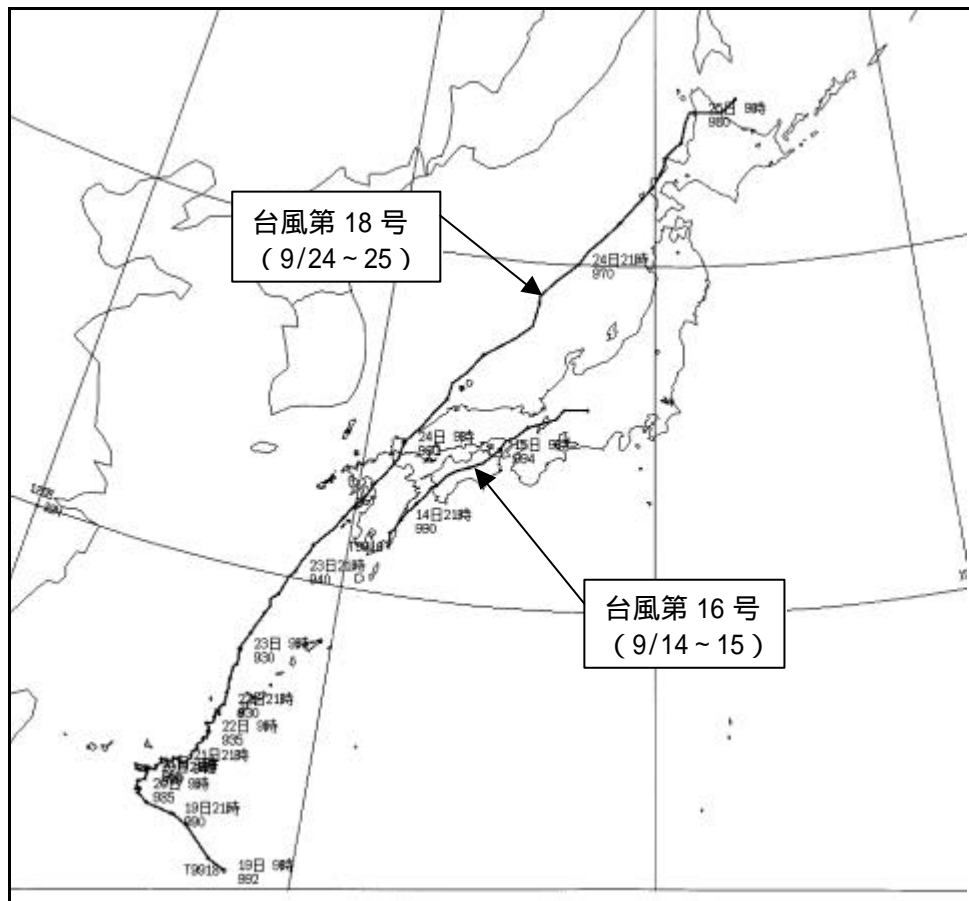 25日 9時
980
台風第 18 号
（9/24～25）
24日21時
970
24日 9時
15日 9時
994
14日21時
990
T9916
23日21時
940
台風第 16 号
（9/14～15）
23日 9時
930
22日21時
930
22日 9時
935
21日21時
20日 9時
985
19日21時
990
T9918
19日 9時
992